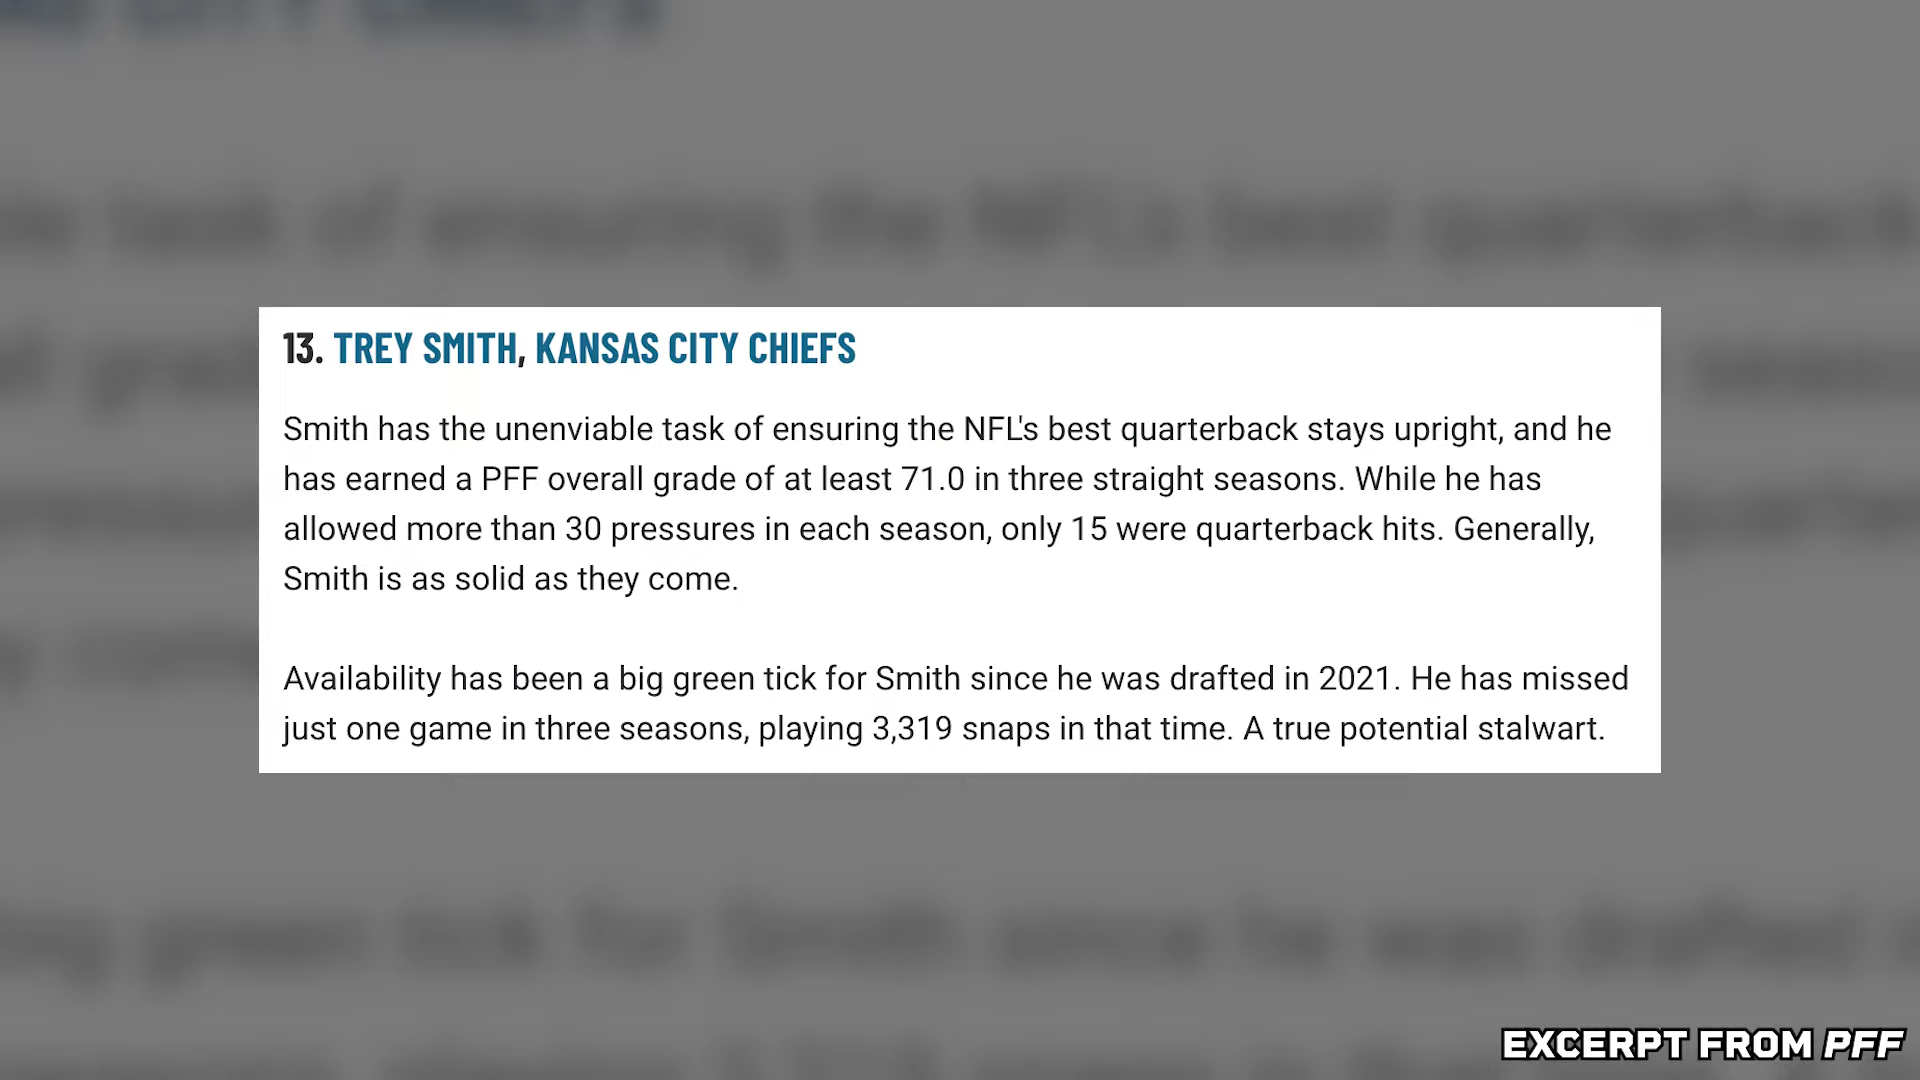 13. TREY SMITH, KANSAS CITY CHIEFS
Smith has the unenviable task of ensuring the NFL's best quarterback stays upright, and he
has earned a PFF overall grade of at least 71.0 in three straight seasons. While he has
allowed more than 30 pressures in each season, only 15 were quarterback hits. Generally,
Smith is as solid as they come.
Availability has been a big green tick for Smith since he was drafted in 2021. He has missed
just one game in three seasons, playing 3,319 snaps in that time. A true potential stalwart.
EXCERPT FROM PFF